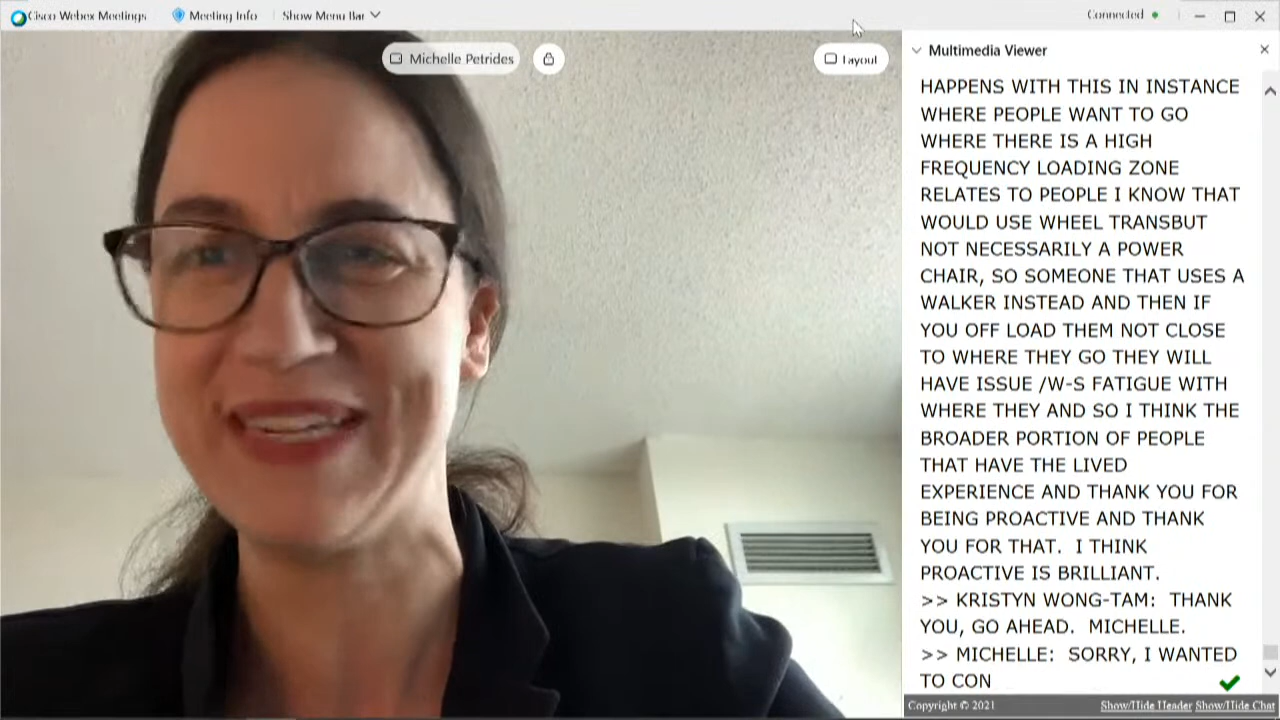 Cisco Webex Meetings
Meeting Info
Show Menu Bar
Connected
Michelle Petrides
Layout
Multimedia Viewer
HAPPENS WITH THIS IN INSTANCE
WHERE PEOPLE WANT TO GO
WHERE THERE IS A HIGH
FREQUENCY LOADING ZONE
RELATES TO PEOPLE I KNOW THAT
WOULD USE WHEEL TRANSBUT
NOT NECESSARILY A POWER
CHAIR, SO SOMEONE THAT USES A
WALKER INSTEAD AND THEN IF
YOU OFF LOAD THEM NOT CLOSE
TO WHERE THEY GO THEY WILL
HAVE ISSUE /W-S FATIGUE WITH
WHERE THEY AND SO I THINK THE
BROADER PORTION OF PEOPLE
THAT HAVE THE LIVED
EXPERIENCE AND THANK YOU FOR
BEING PROACTIVE AND THANK
YOU FOR THAT.  I THINK
PROACTIVE IS BRILLIANT.
>> KRISTYN WONG-TAM:  THANK
YOU, GO AHEAD.  MICHELLE.
>> MICHELLE:  SORRY, I WANTED
TO CON
Copyright © 2021
Show/Hide Header Show/Hide Chat